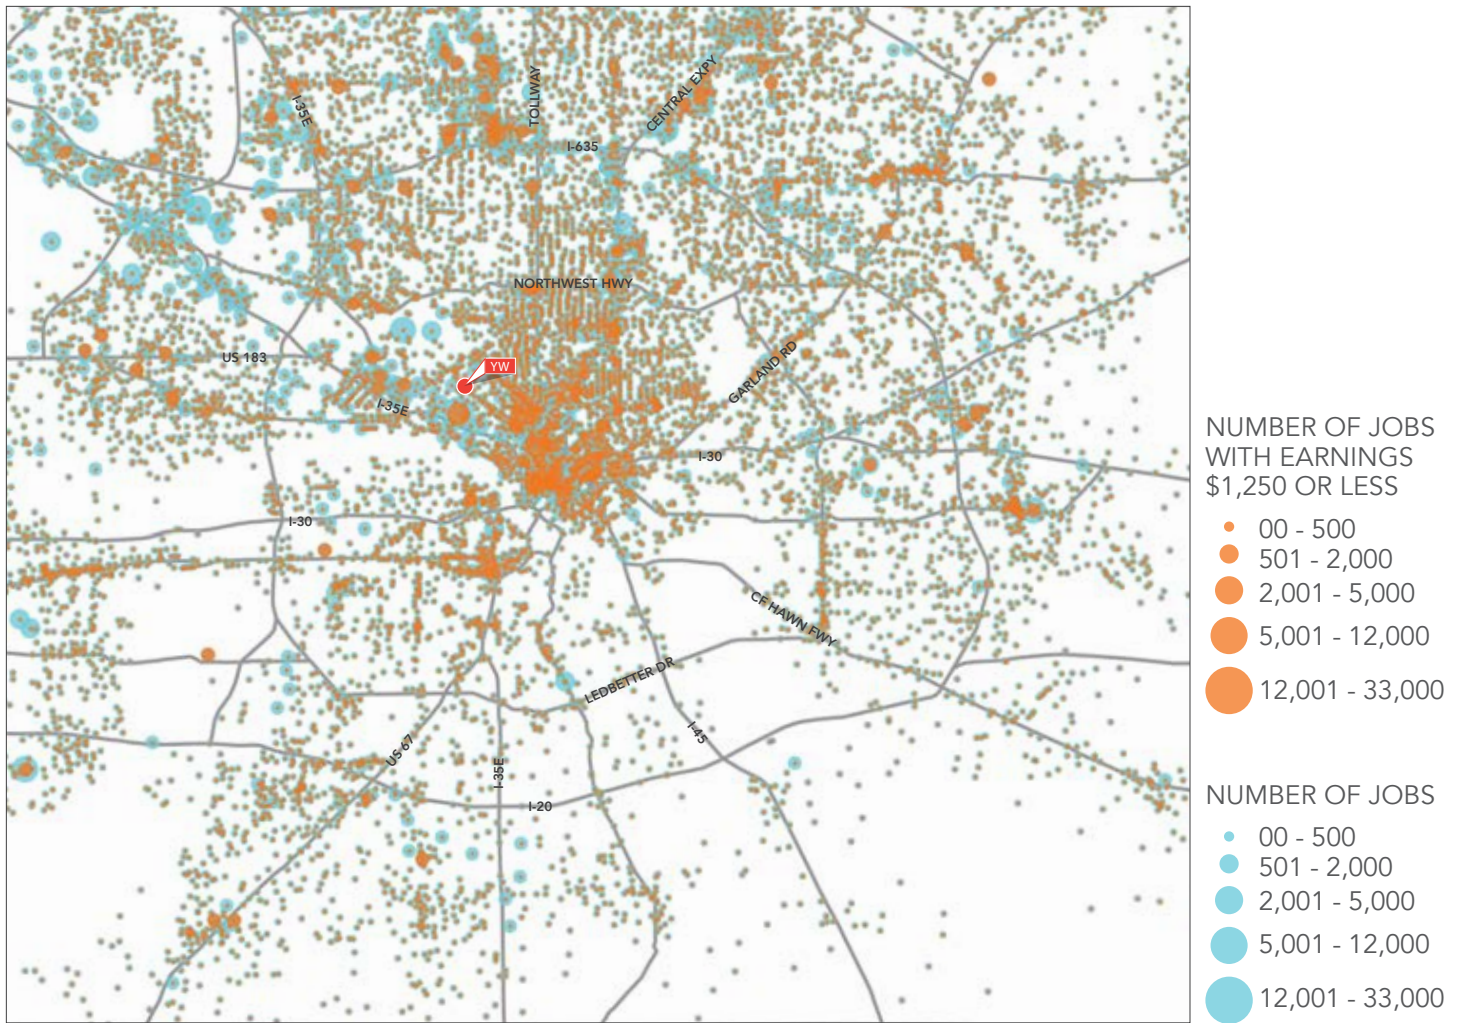 TOLLWAY
CENTRAL EXPY
I-35E
I-635
NORTHWEST HWY
US 183
YW
GARLAND RD
I-35E
I-30
I-30
CF HAWN FWY
LEDBETTER DR
I-45
US 67
I-35E
I-20
NUMBER OF JOBS
WITH EARNINGS
$1,250 OR LESS
00 - 500
501 - 2,000
2,001 - 5,000
5,001 - 12,000
12,001 - 33,000
NUMBER OF JOBS
00 - 500
501 - 2,000
2,001 - 5,000
5,001 - 12,000
12,001 - 33,000